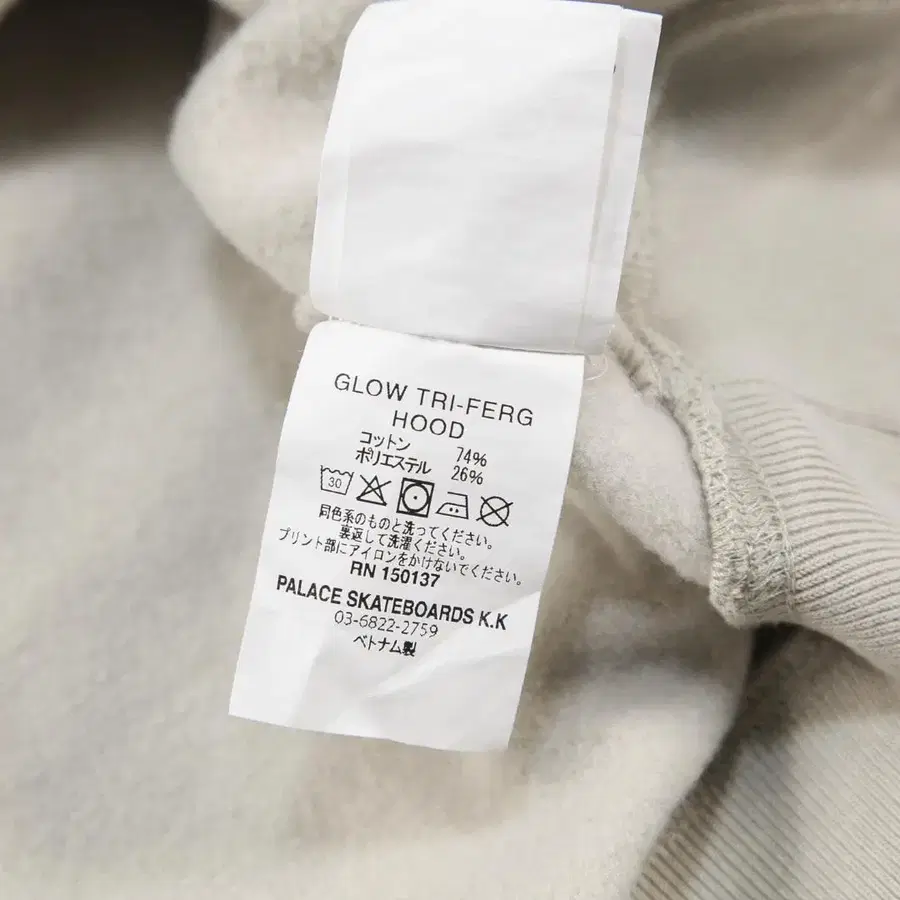 GLOW TRI-FERG
HOOD
コットン 74%
ポリエステル 26%
30
同色系のものと洗ってください。
裏返して洗濯ください。
プリント部にアイロンをかけないでください。
RN 150137
PALACE SKATEBOARDS K.K
03-6822-2759
ベトナム製